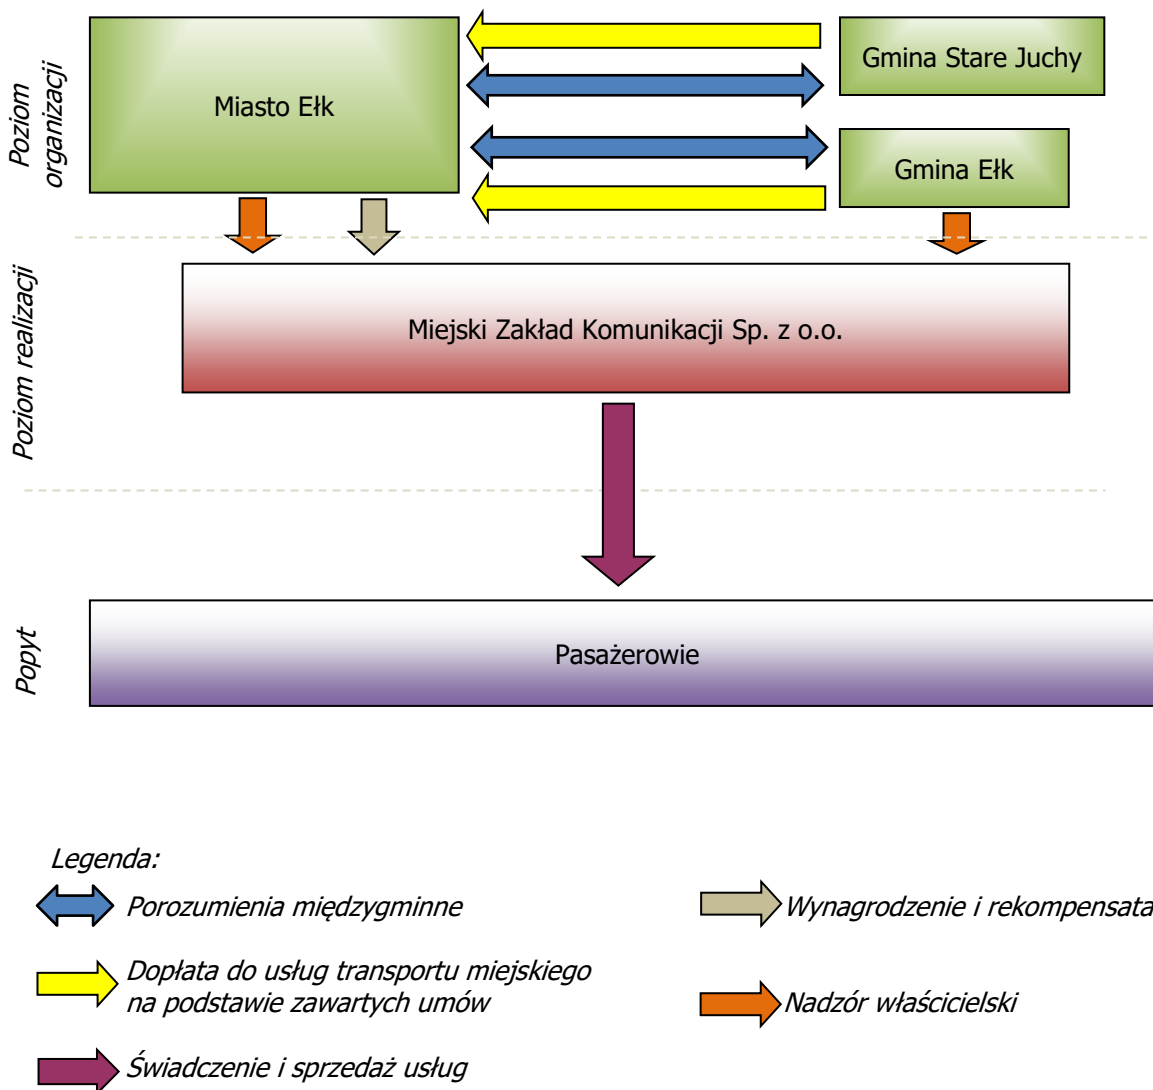 Poziom
organizacji
Miasto Ełk
Gmina Stare Juchy
Gmina Ełk
Poziom realizacji
Miejski Zakład Komunikacji Sp. z o.o.
Popyt
Pasażerowie
Legenda:
Porozumienia międzygminne
Wynagrodzenie i rekompensata
Dopłata do usług transportu miejskiego
na podstawie zawartych umów
Nadzór właścicielski
Świadczenie i sprzedaż usług